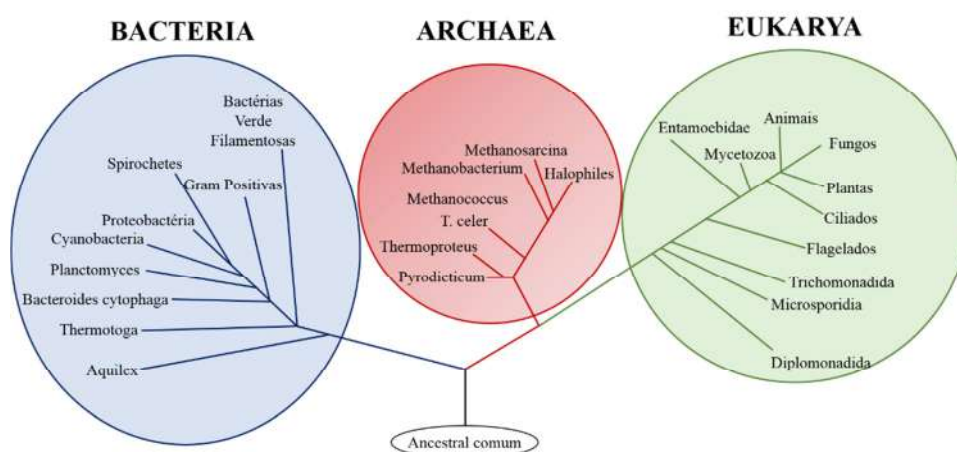 BACTERIA
ARCHAEA
EUKARYA
Bactérias
Verde
Filamentosas
Spirochetes
Gram Positivas
Proteobactéria
Cyanobacteria
Planctomyces
Bacteroides cytophaga
Thermotoga
Aquilex
Methanosarcina
Methanobacterium
Halophiles
Methanococcus
T. celer
Thermoproteus
Pyrodicticum
Animais
Entamoebidae
Fungos
Mycetozoa
Plantas
Ciliados
Flagelados
Trichomonadida
Microsporidia
Diplomonadida
Ancestral comum